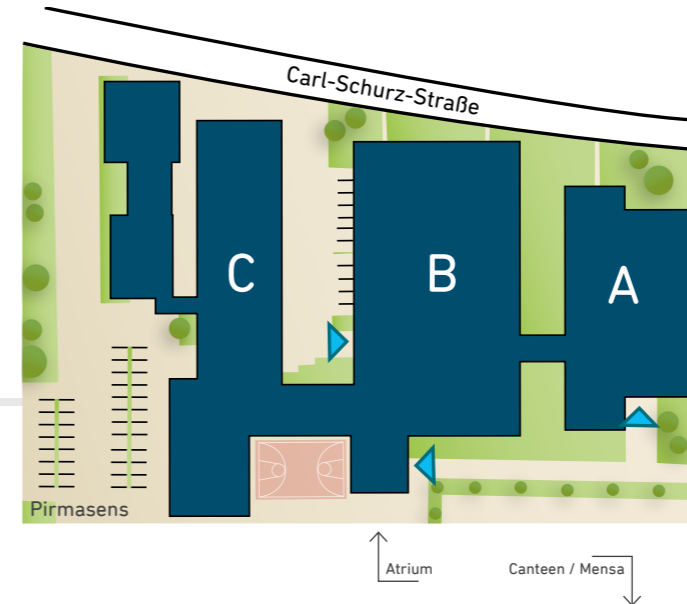 Carl-Schurz-Straße
C
B
A
Pirmasens
Atrium
Canteen / Mensa